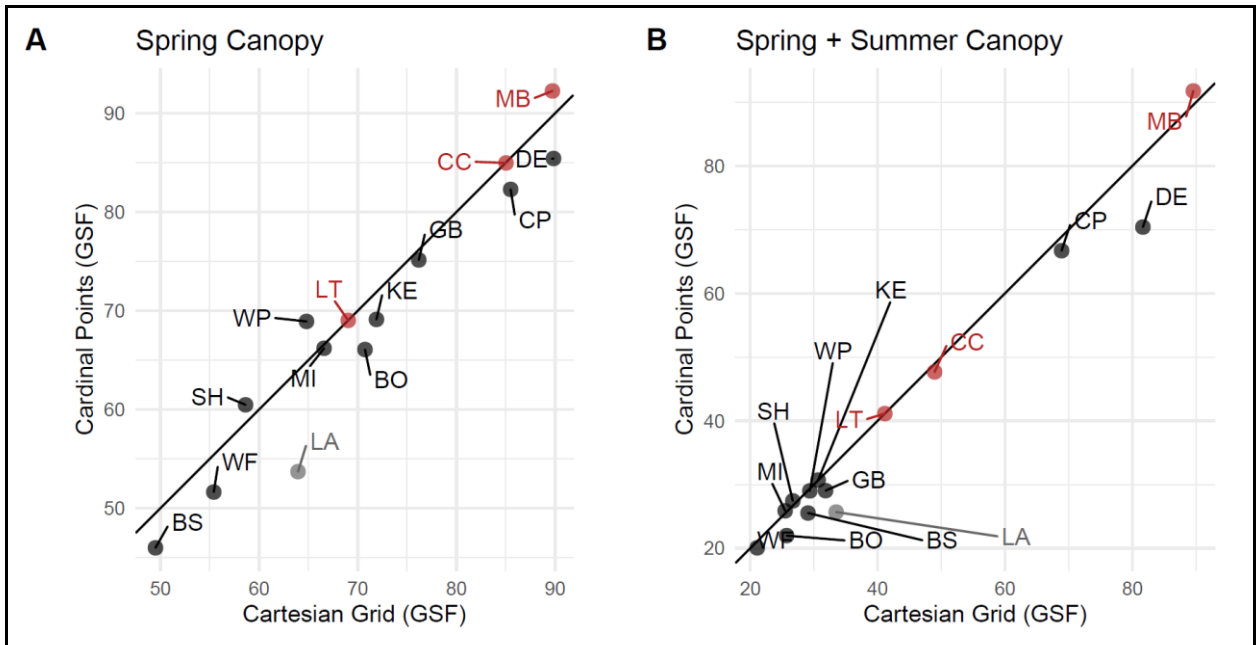 A Spring Canopy
90
80
70
60
50
Cardinal Points (GSF)
MB
CC
DE
CP
GB
LT
KE
WP
MI
BO
SH
LA
WF
BS
50 60 70 80 90
Cartesian Grid (GSF)
B Spring + Summer Canopy
80
60
40
20
Cardinal Points (GSF)
MB
DE
CP
KE
WP
CC
SH
LT
MI
GB
WF
BO
BS
LA
20 40 60 80
Cartesian Grid (GSF)